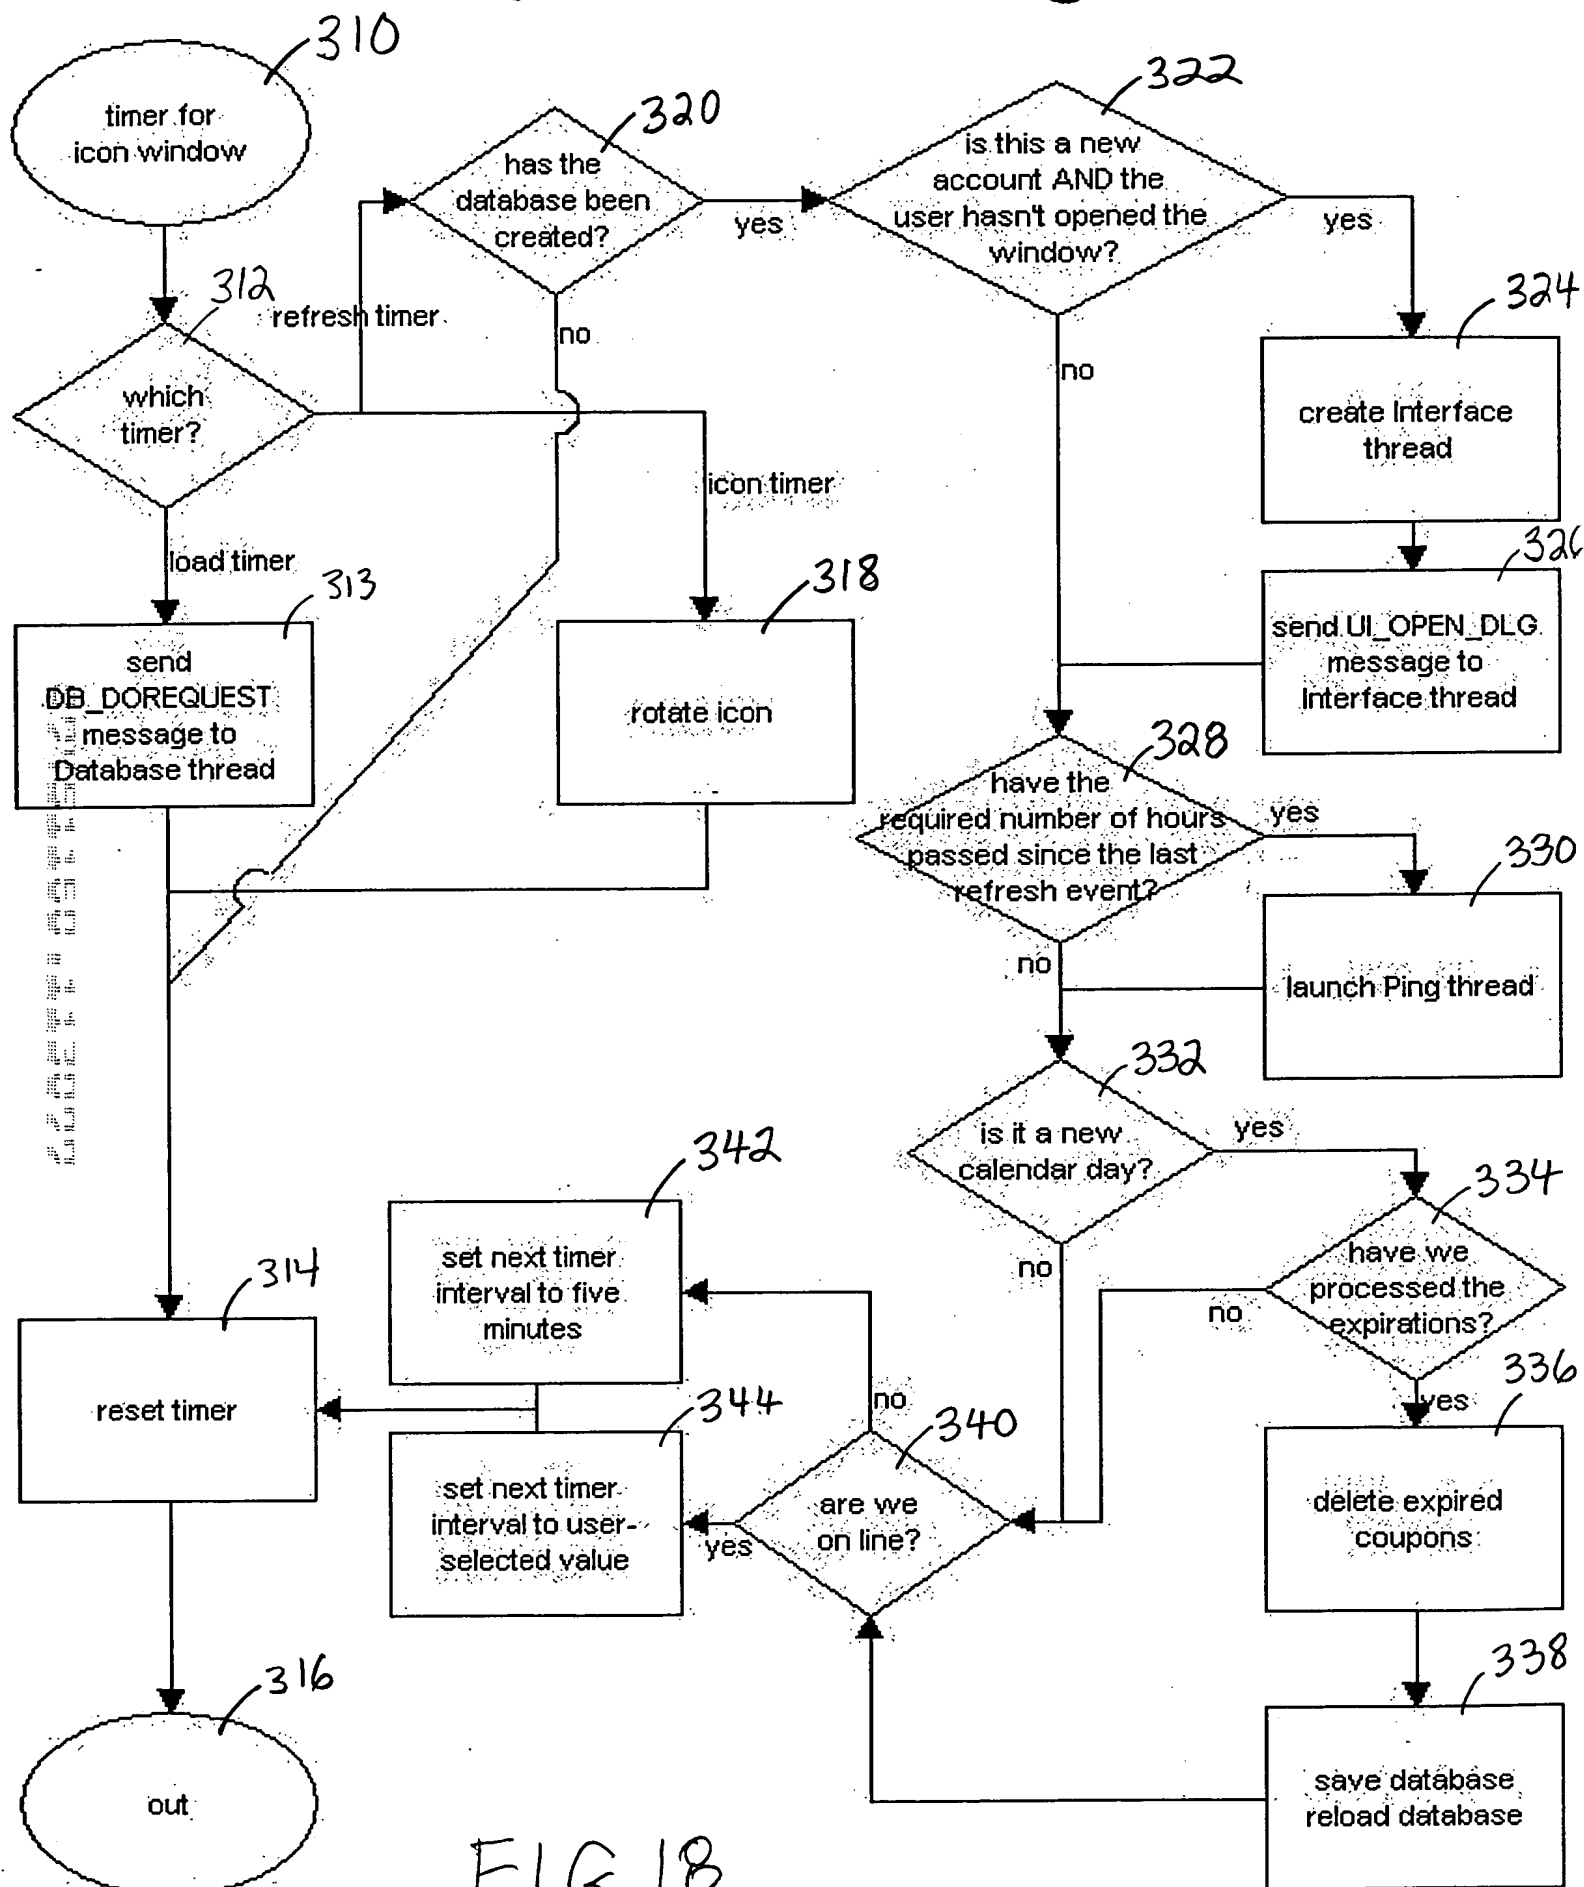 310
timer for
icon window
312
which
timer?
refresh timer
load timer
313
send
DB_DOREQUEST
message to
Database thread
icon timer
318
rotate icon
320
has the
database been
created?
yes
no
322
is this a new
account AND the
user hasn't opened the
window?
yes
no
324
create Interface
thread
send UI_OPEN_DLG
message to
Interface thread
328
have the
required number of hours
passed since the last
refresh event?
yes
no
330
launch Ping thread
332
is it a new
calendar day?
yes
no
334
have we
processed the
expirations?
no
yes
336
delete expired
coupons
338
save database
reload database
340
are we
on line?
no
yes
342
set next timer
interval to five
minutes
344
set next timer
interval to user-
selected value
314
reset timer
316
out
FIG 18